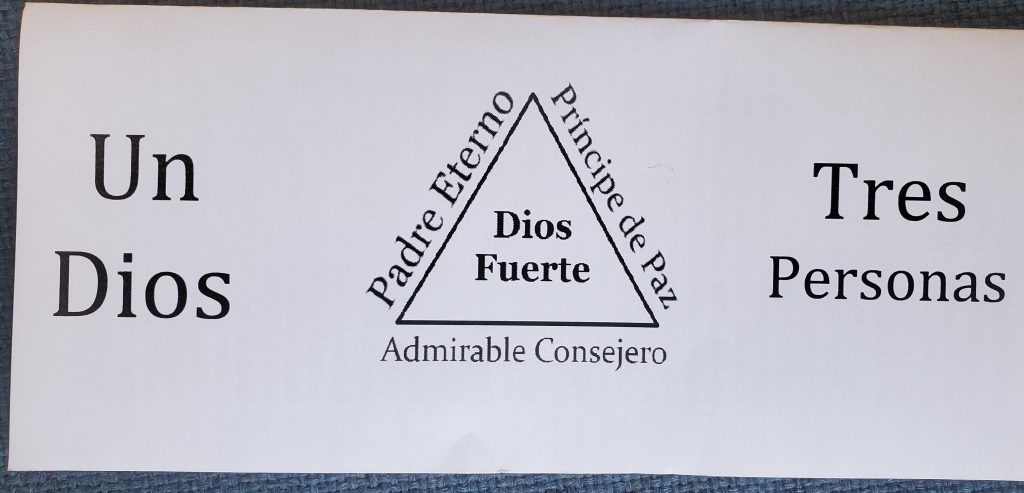 Un
Dios
Padre Eterno
Príncipe de Paz
Dios
Fuerte
Admirable Consejero
Tres
Personas